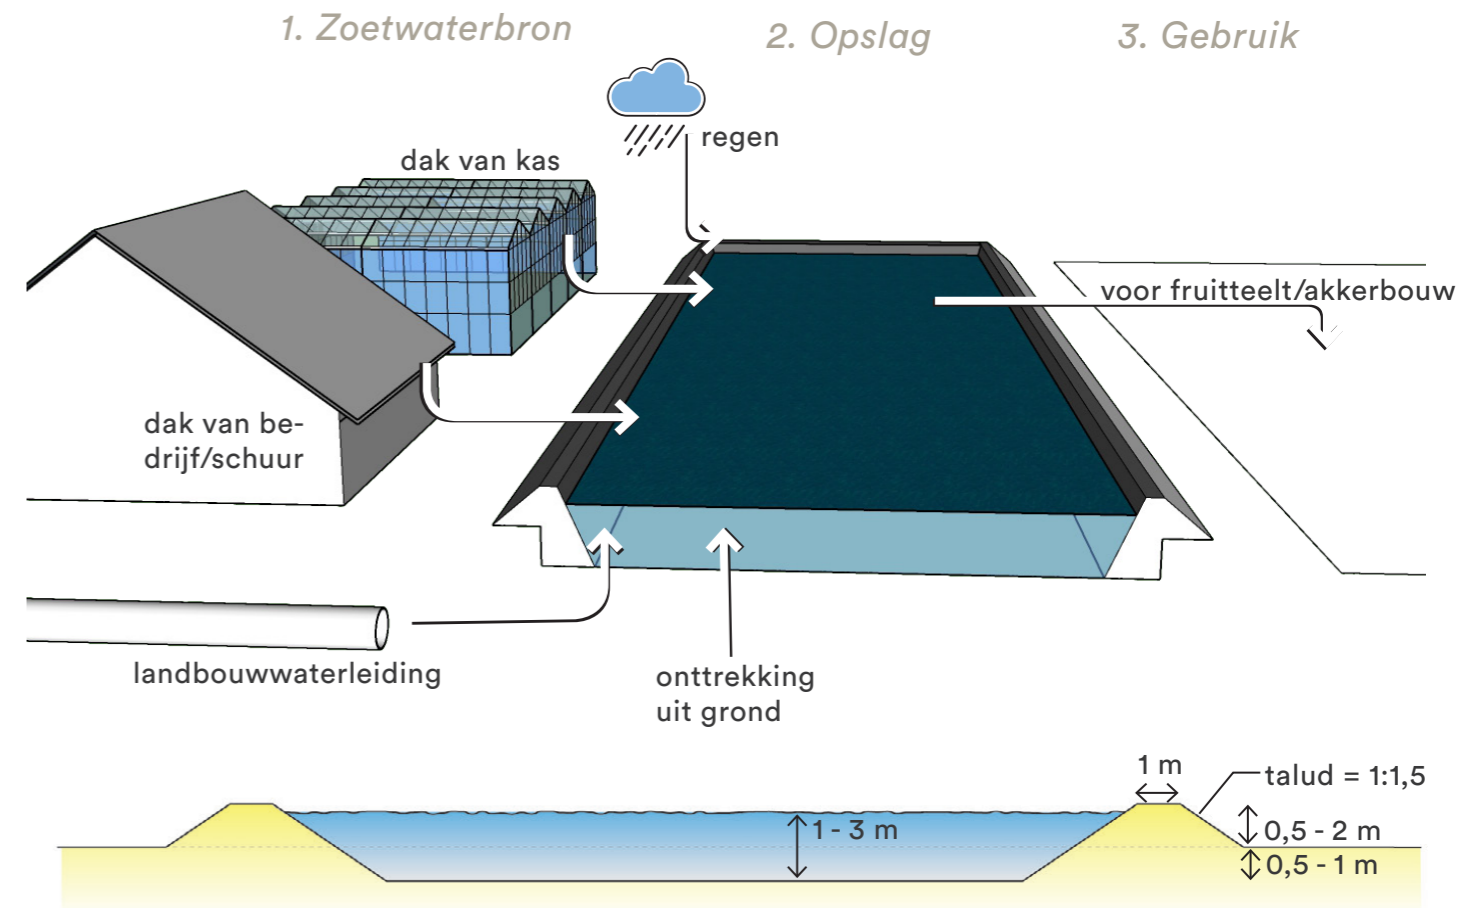 1. Zoetwaterbron
2. Opslag
3. Gebruik
regen
dak van kas
voor fruitteelt/akkerbouw
dak van be-
drijf/schuur
landbouwwaterleiding
onttrekking
uit grond
1 m
talud = 1:1,5
1 - 3 m
0,5 - 2 m
0,5 - 1 m